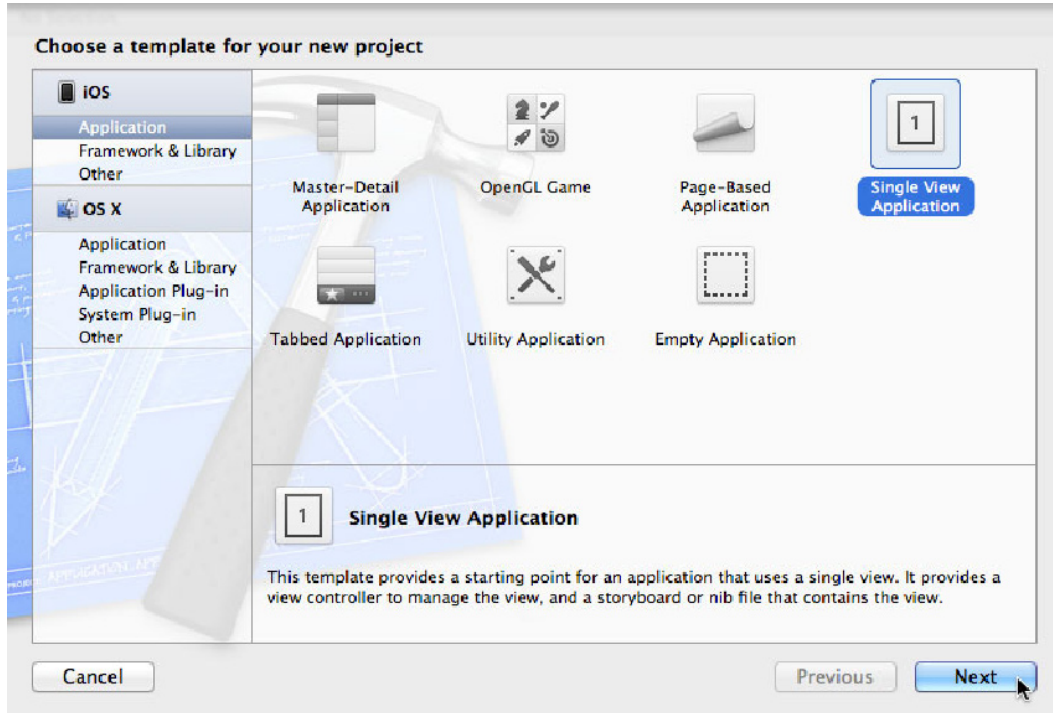 Choose a template for your new project
iOS
Application
Framework & Library
Other
OS X
Application
Framework & Library
Application Plug-in
System Plug-in
Other
Master-Detail
Application
OpenGL Game
Page-Based
Application
1
Single View
Application
Tabbed Application
Utility Application
Empty Application
1
Single View Application
This template provides a starting point for an application that uses a single view. It provides a
view controller to manage the view, and a storyboard or nib file that contains the view.
Cancel
Previous
Next